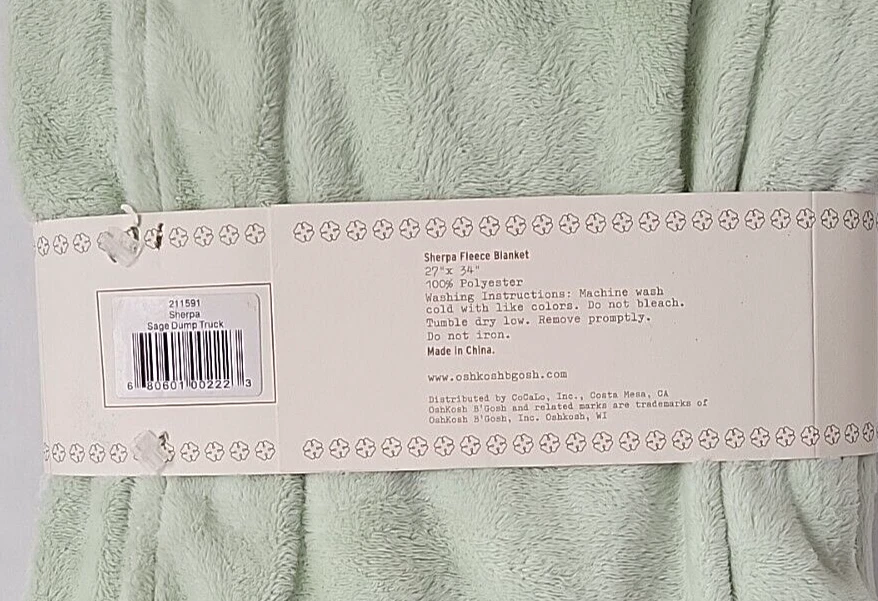 211591
Sherpa
Sage Dump Truck
6 80601 00222 3
Sherpa Fleece Blanket
27"x 34"
100% Polyester
Washing Instructions: Machine wash
cold with like colors. Do not bleach.
Tumble dry low. Remove promptly.
Do not iron.
Made in China.
www.oshkoshbgosh.com
Distributed by CoCaLo, Inc., Costa Mesa, CA
OshKosh B'Gosh and related marks are trademarks of
OshKosh B'Gosh, Inc. Oshkosh, WI